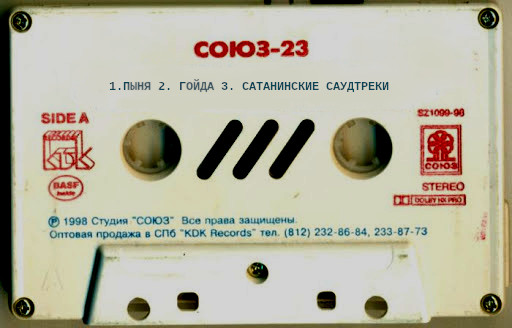 СОЮЗ-23
1.ПЫНЯ 2. ГОЙДА 3. САТАНИНСКИЕ САУДТРЕКИ
SIDE A
SZ1099-98
RECORDS
KDK
BASF
inside
СОЮЗ
STEREO
DOLBY HX PRO
Ⓟ 1998 Студия "СОЮЗ" Все права защищены.
Оптовая продажа в СПб "KDK Records" тел. (812) 232-86-84, 233-87-73